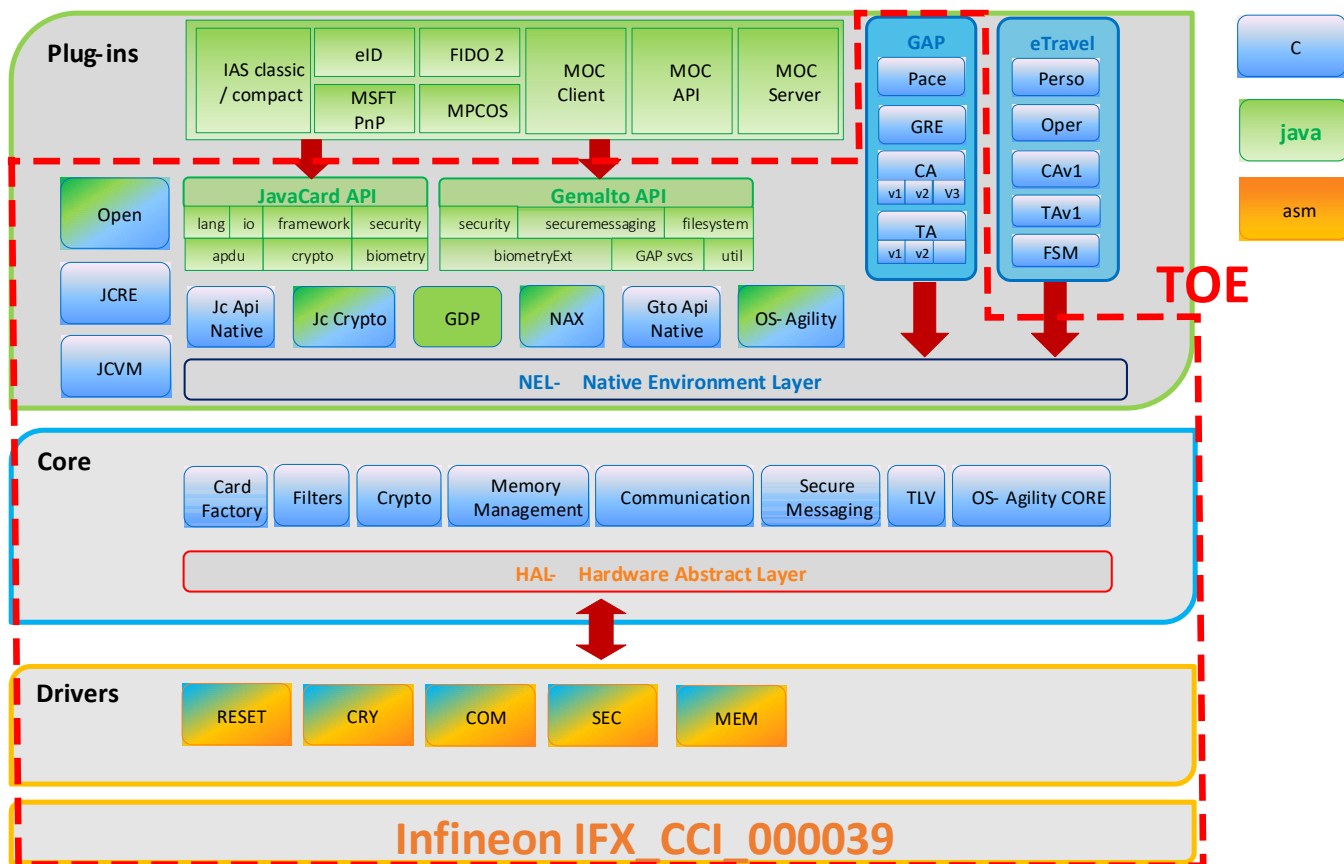 Plug-ins
IAS classic
/ compact
eID
FIDO 2
MSFT
PnP
MPCOS
MOC
Client
MOC
API
MOC
Server
GAP
Pace
GRE
CA
v1 v2 V3
TA
v1 v2
eTravel
Perso
Oper
CAv1
TAv1
FSM
C
java
asm
TOE
Open
JCRE
JCVM
JavaCard API
lang io framework security
apdu crypto biometry
Gemalto API
security securemessaging filesystem
biometryExt GAP svcs util
Jc Api
Native
Jc Crypto
GDP
NAX
Gto Api
Native
OS- Agility
NEL- Native Environment Layer
Core
Card
Factory
Filters
Crypto
Memory
Management
Communication
Secure
Messaging
TLV
OS- Agility CORE
HAL- Hardware Abstract Layer
Drivers
RESET
CRY
COM
SEC
MEM
Infineon IFX_CCI_000039